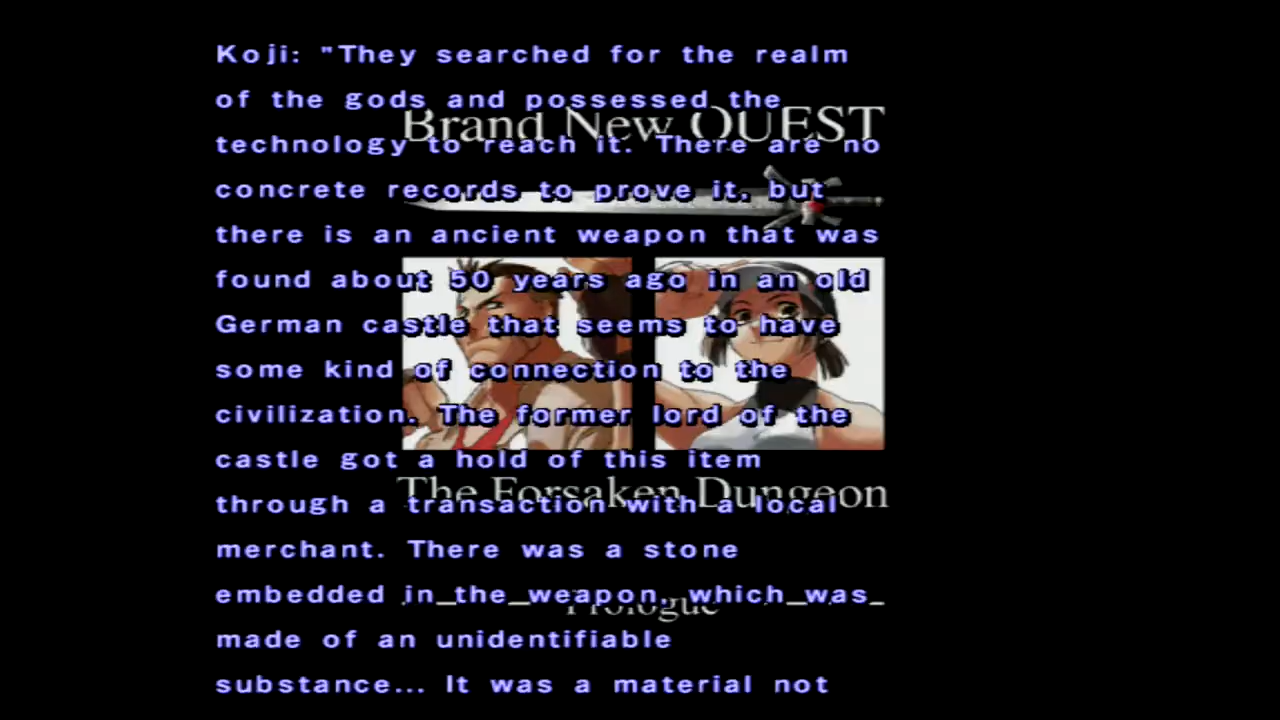 Koji: "They searched for the realm
of the gods and possessed the
Brand New QUEST
technology to reach it. There are no
concrete records to prove it, but
there is an ancient weapon that was
found about 50 years ago in an old
German castle that seems to have
some kind of connection to the
civilization. The former lord of the
castle got a hold of this item
The Forsaken Dungeon
through a transaction with a local
merchant. There was a stone
embedded in the weapon, which was
Prologue
made of an unidentifiable
substance... It was a material not